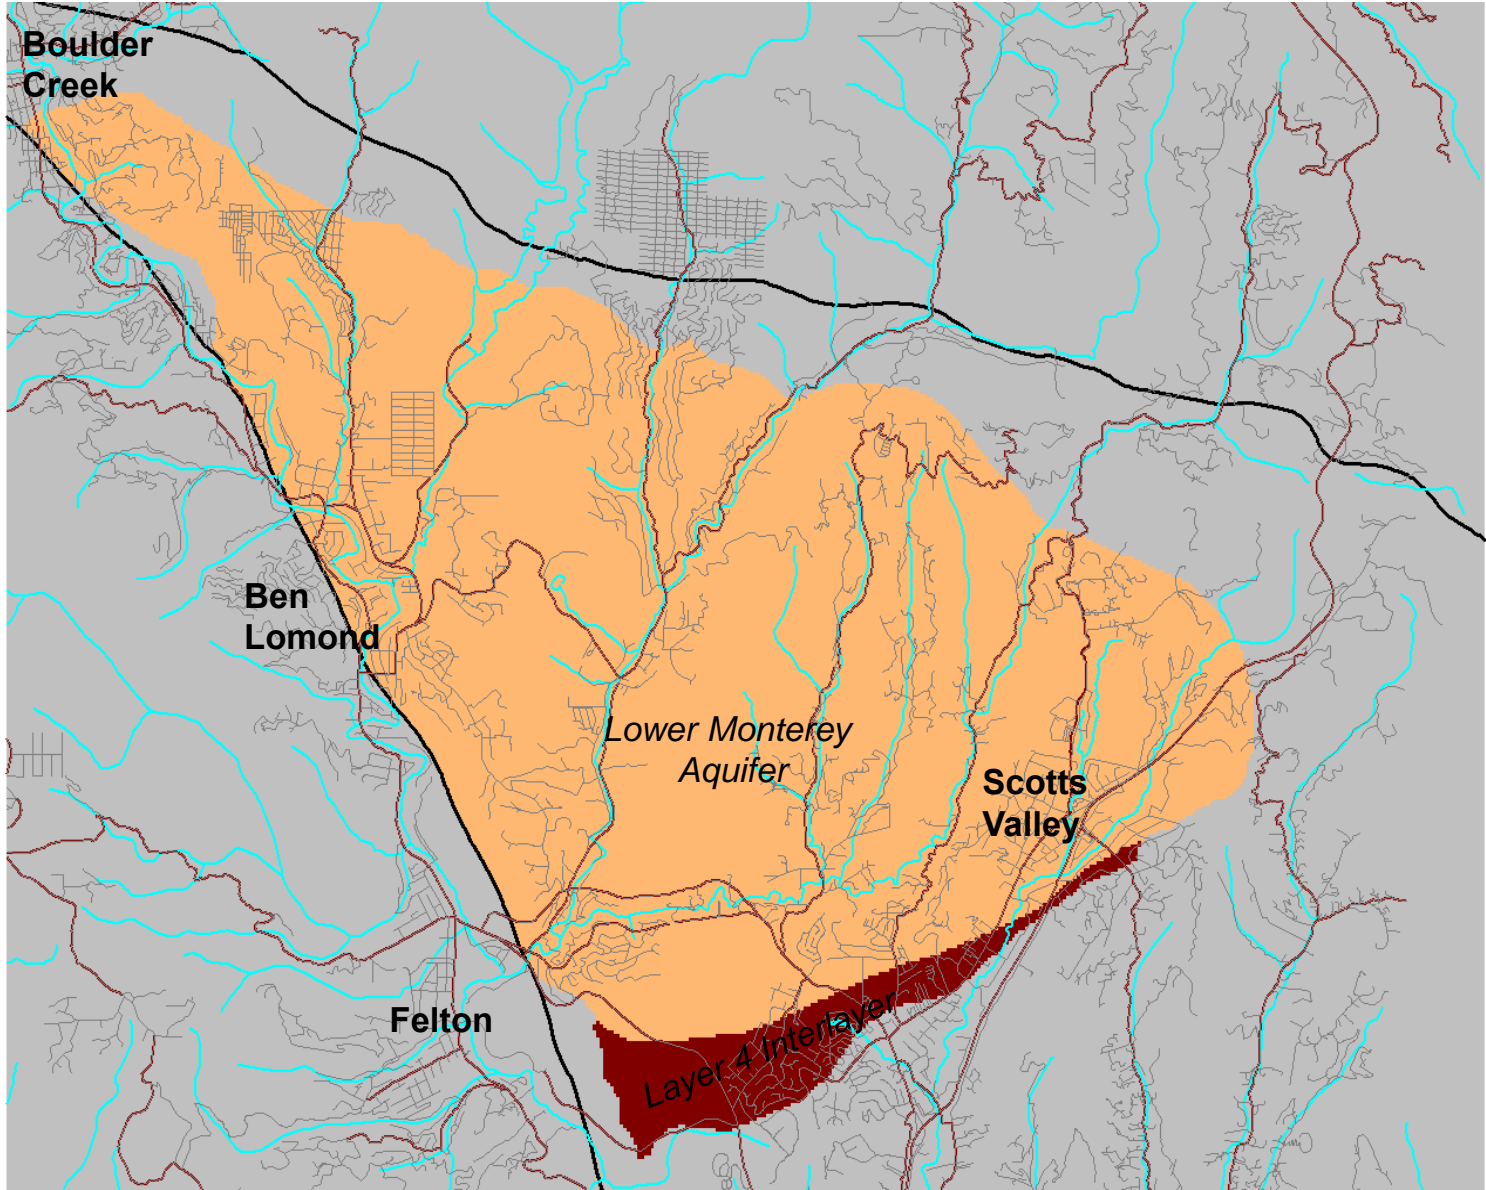 Boulder
Creek
Ben
Lomond
Lower Monterey
Aquifer
Scotts
Valley
Felton
Layer 4 Interlayer